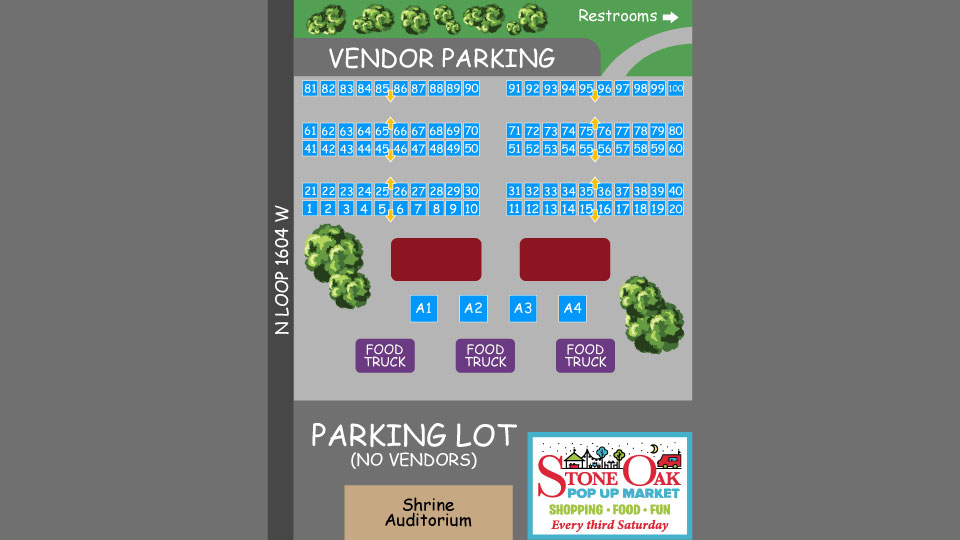 Restrooms
VENDOR PARKING
81 82 83 84 85 86 87 88 89 90 91 92 93 94 95 96 97 98 99 100
61 62 63 64 65 66 67 68 69 70 71 72 73 74 75 76 77 78 79 80
41 42 43 44 45 46 47 48 49 50 51 52 53 54 55 56 57 58 59 60
21 22 23 24 25 26 27 28 29 30 31 32 33 34 35 36 37 38 39 40
1 2 3 4 5 6 7 8 9 10 11 12 13 14 15 16 17 18 19 20
N LOOP 1604 W
A1 A2 A3 A4
FOOD TRUCK
FOOD TRUCK
FOOD TRUCK
PARKING LOT
(NO VENDORS)
Shrine
Auditorium
STONE OAK
POP UP MARKET
SHOPPING • FOOD • FUN
Every third Saturday